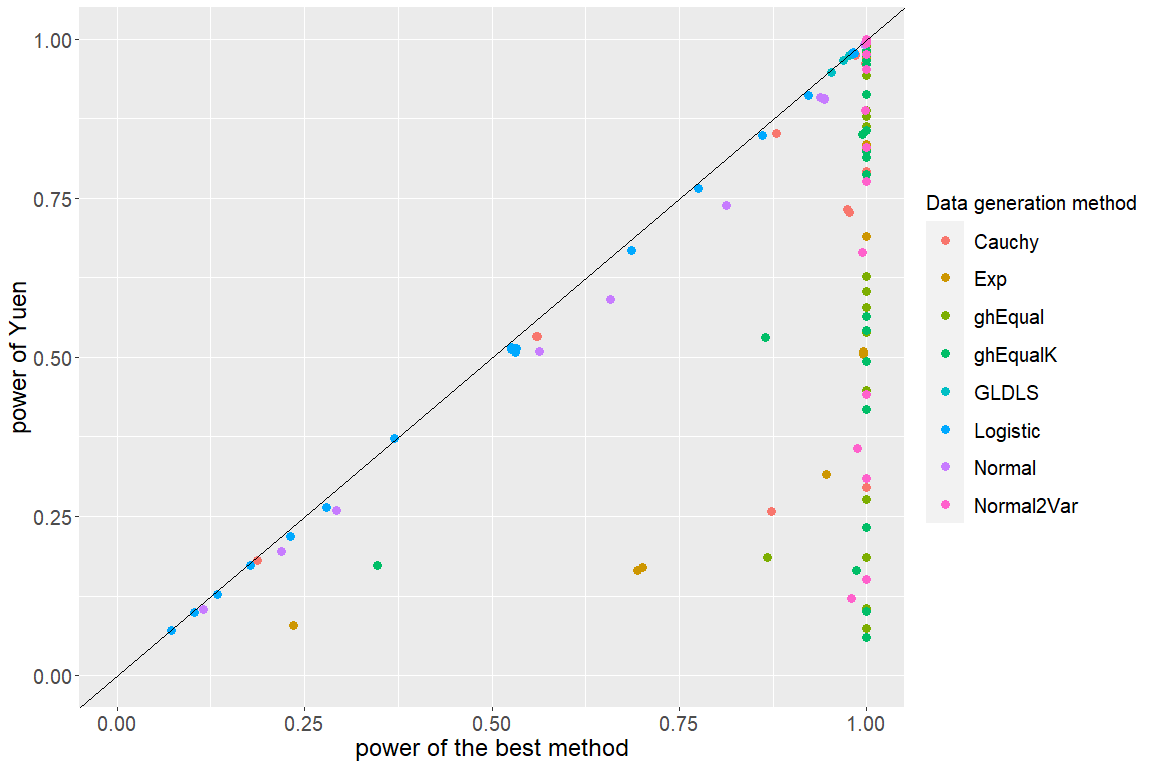 1.00
0.75
0.50
0.25
0.00
power of Yuen
0.00 0.25 0.50 0.75 1.00
power of the best method
Data generation method
Cauchy
Exp
ghEqual
ghEqualK
GLDLS
Logistic
Normal
Normal2Var